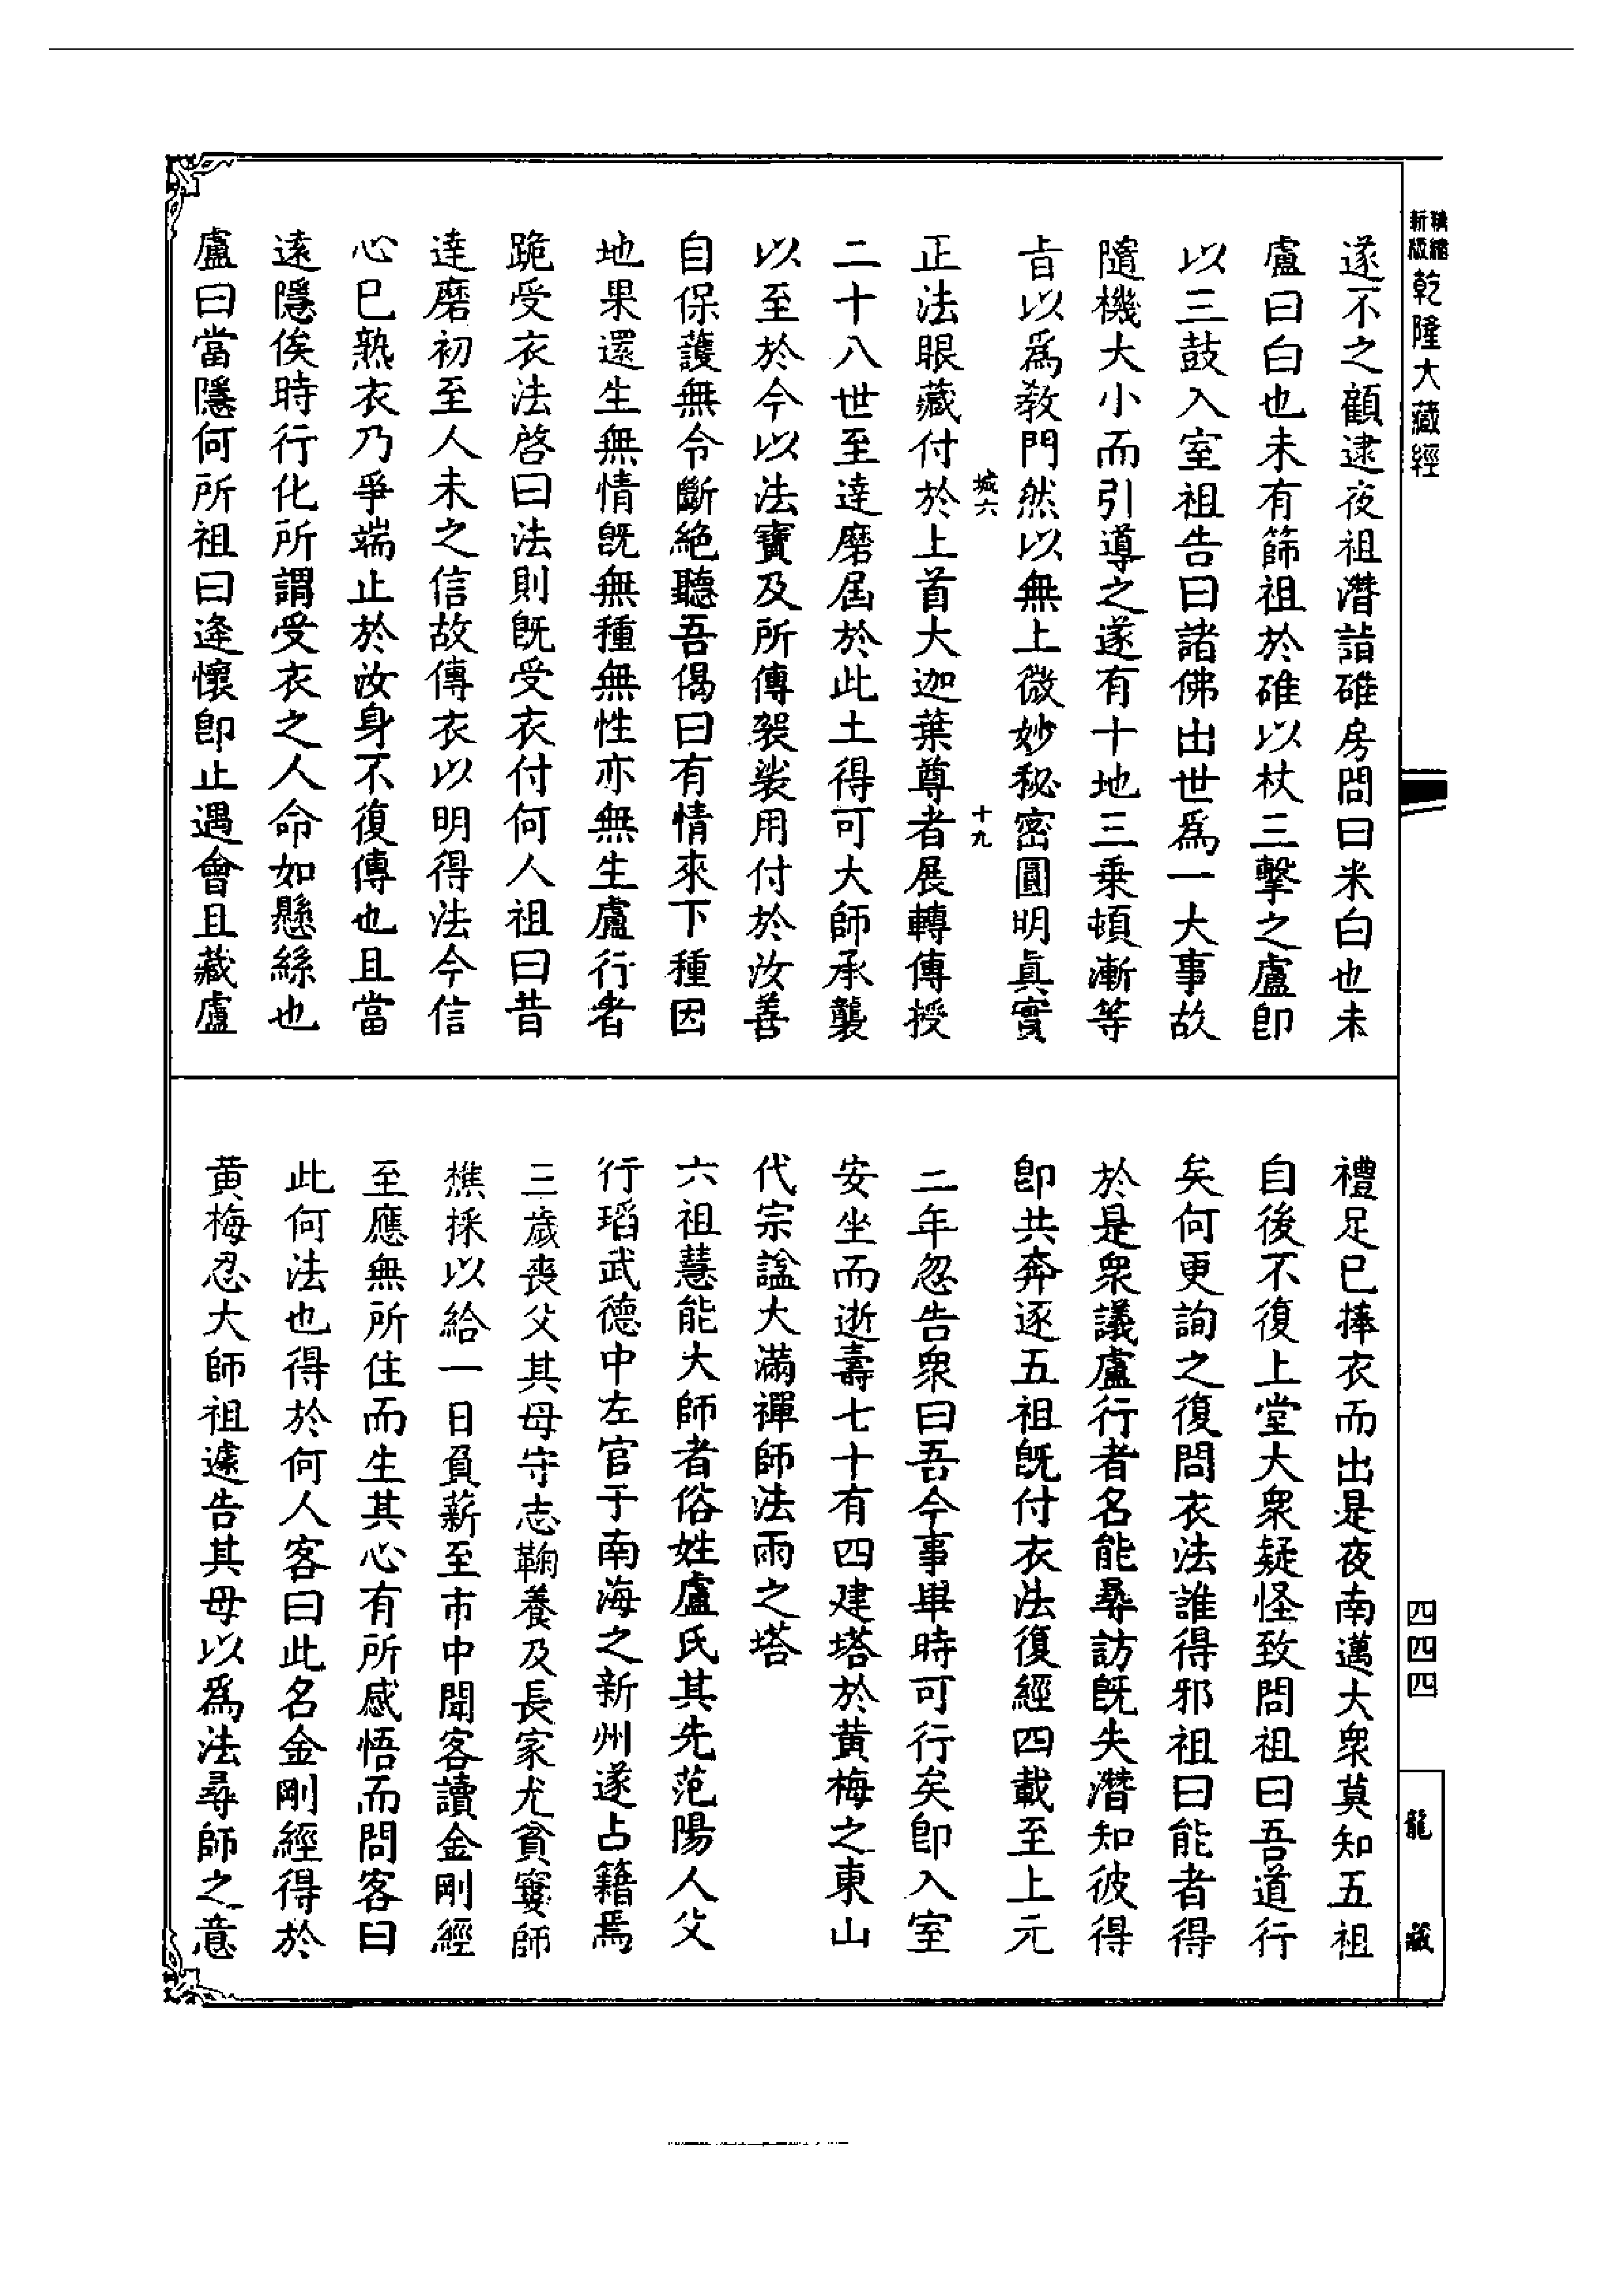 新版
精縮
乾隆大藏經
遂不之顧逮夜祖潛詣碓房問曰米白也未
盧曰白也未有篩祖於碓以杖三擊之盧即
以三鼓入室祖告曰諸佛出世爲一大事故
隨機大小而引導之遂有十地三乗頓漸等
旨以爲教門然以無上微妙秘密圓明眞實
城六 十九
正法眼藏付於上首大迦葉尊者展轉傳授
二十八世至達磨屆於此土得可大師承襲
以至於今以法寶及所傳袈裟用付於汝善
自保護無令斷絕聽吾偈曰有情來下種因
地果還生無情旣無種無性亦無生盧行者
跪受衣法啓曰法則旣受衣付何人祖曰昔
達磨初至人未之信故傳衣以明得法今信
心已熟衣乃爭端止於汝身不復傳也且當
遠隱俟時行化所謂受衣之人命如懸絲也
盧曰當隱何所祖曰逢懷即止遇會且藏盧
禮足已捧衣而出是夜南邁大衆莫知五祖
自後不復上堂大衆疑怪致問祖曰吾道行
矣何更詢之復問衣法誰得邪祖曰能者得
於是衆議盧行者名能尋訪旣失潛知彼得
即共奔逐五祖旣付衣法復經四載至上元
二年忽告衆曰吾今事畢時可行矣即入室
安坐而逝壽七十有四建塔於黃梅之東山
代宗諡大滿禪師法雨之塔
六祖慧能大師者俗姓盧氏其先范陽人父
行瑫武德中左官于南海之新州遂占籍焉
三歲喪父其母守志鞠養及長家尤貧窶師
樵採以給一日負薪至市中聞客讀金剛經
至應無所住而生其心有所感悟而問客曰
此何法也得於何人客曰此名金剛經得於
黃梅忍大師祖遽告其母以爲法尋師之意
四四四
龍藏